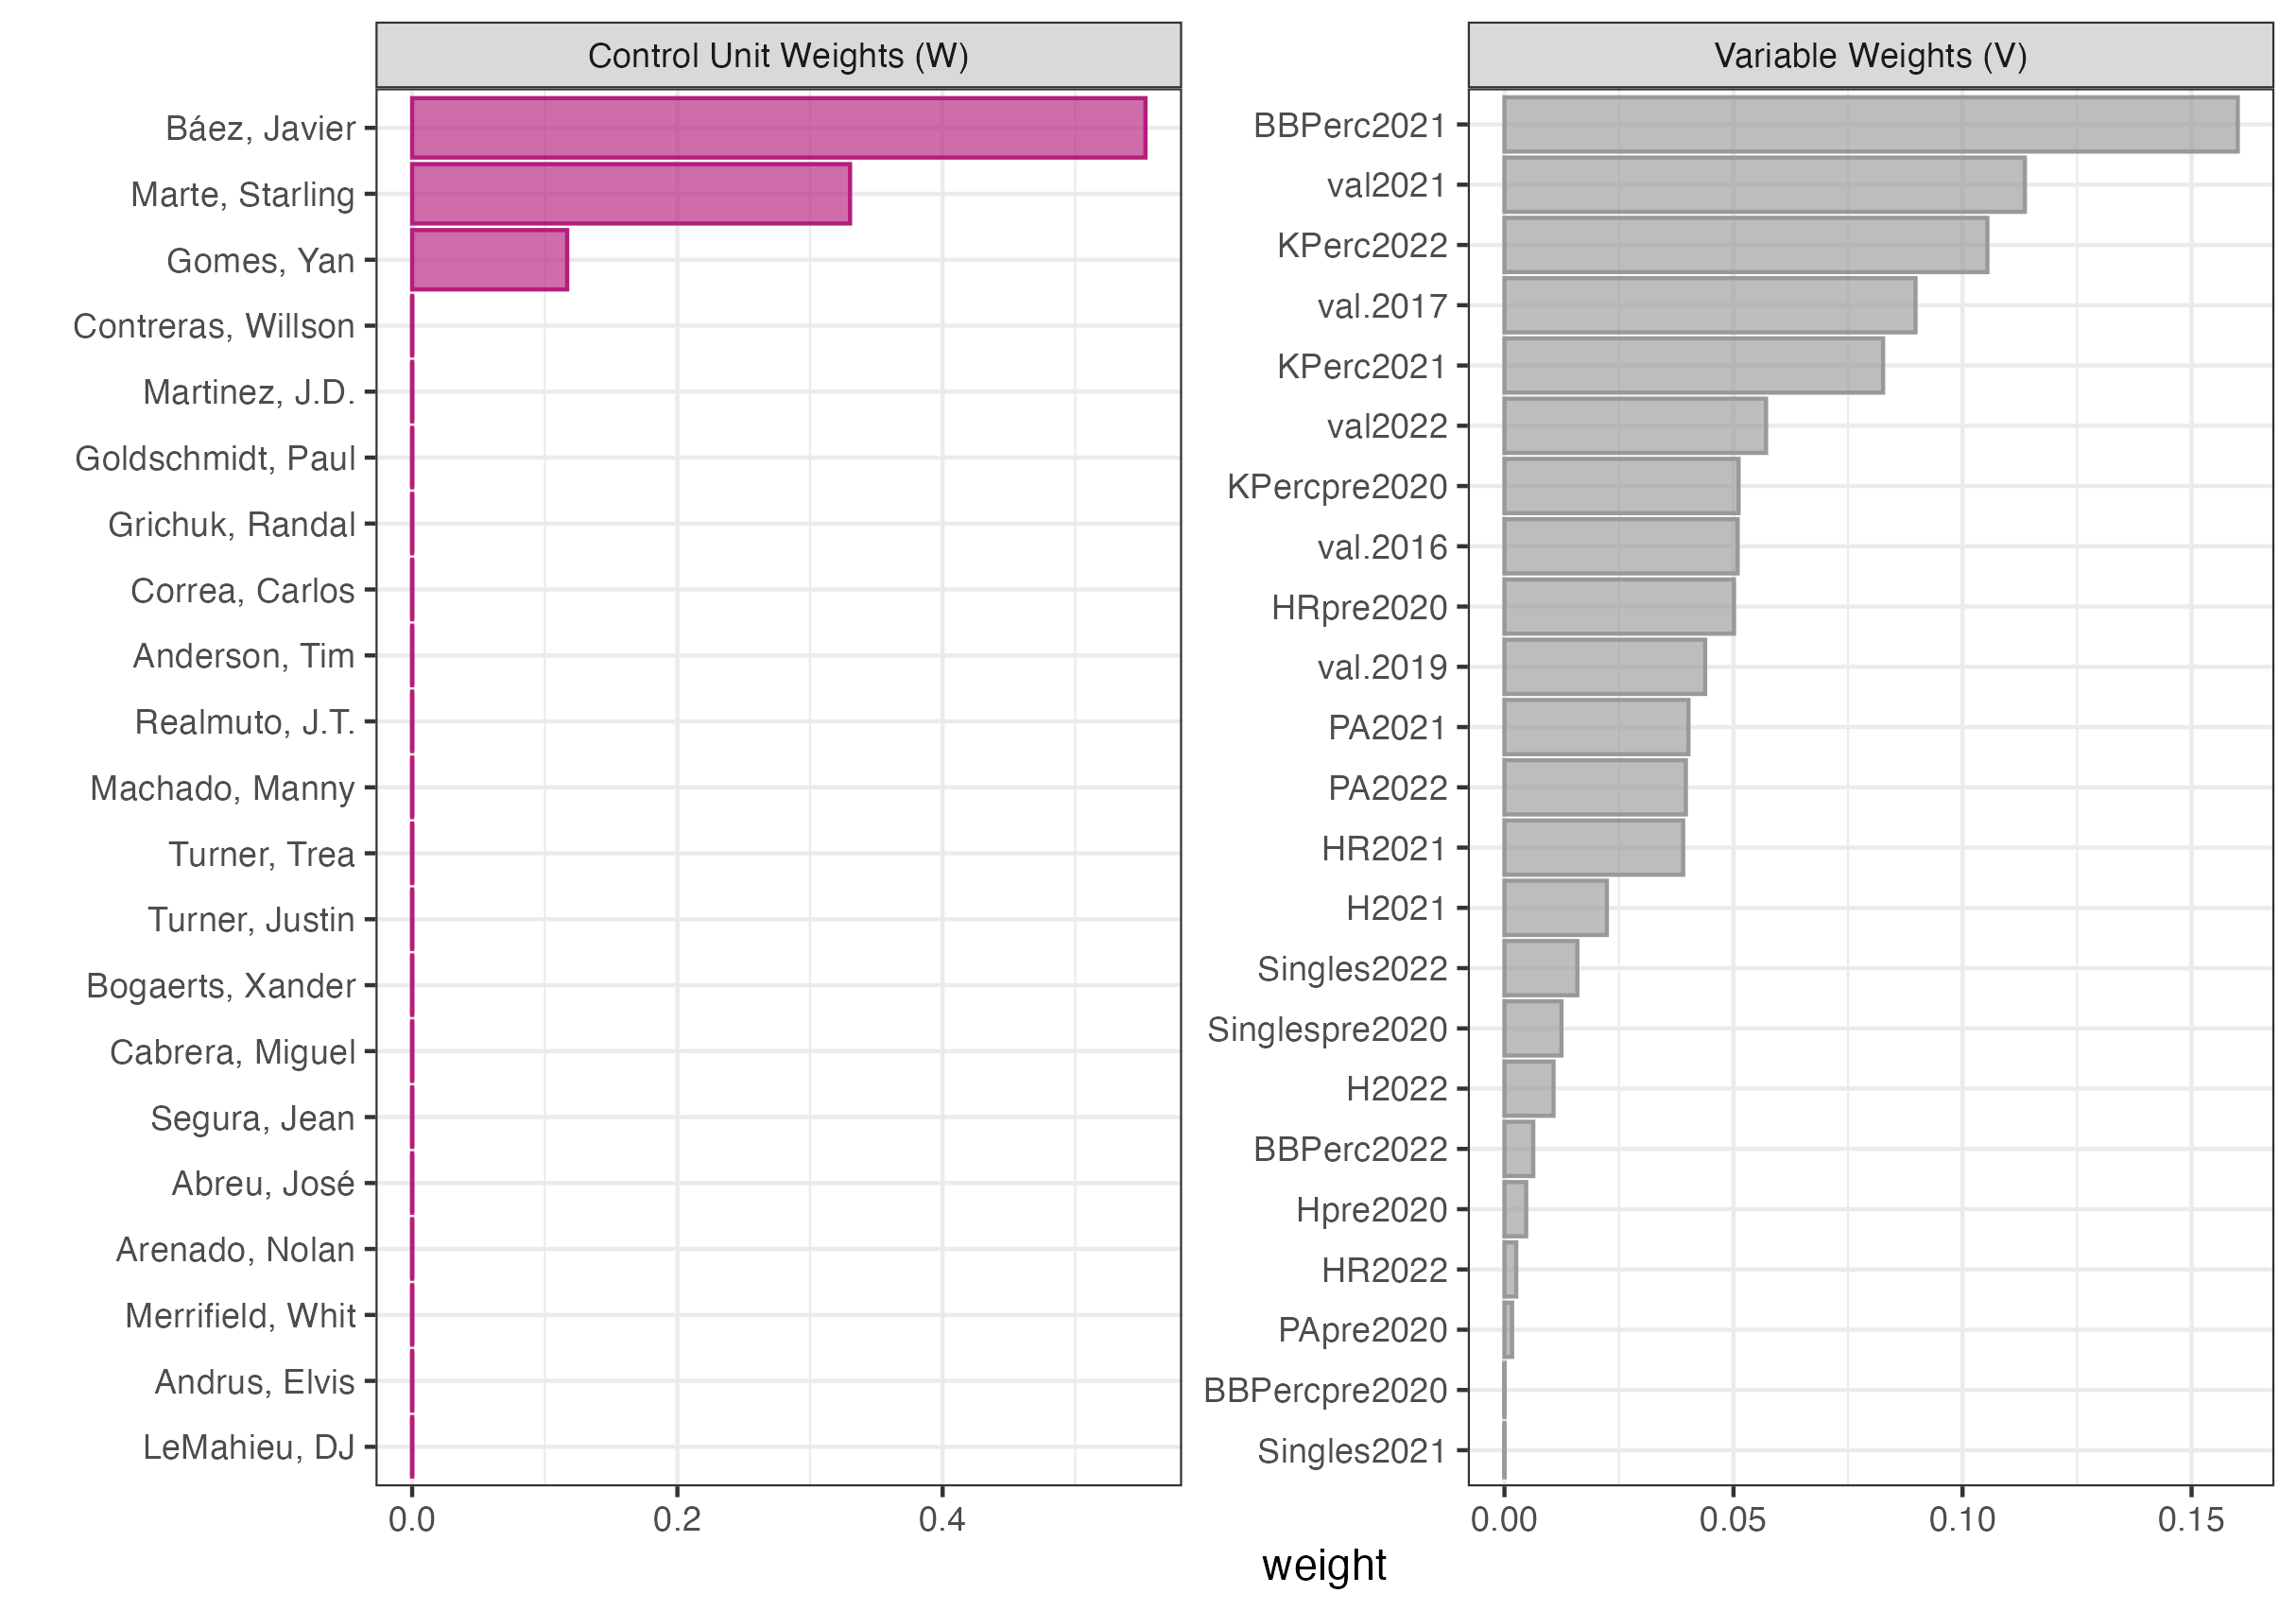 Control Unit Weights (W)
Báez, Javier
Marte, Starling
Gomes, Yan
Contreras, Willson
Martinez, J.D.
Goldschmidt, Paul
Grichuk, Randal
Correa, Carlos
Anderson, Tim
Realmuto, J.T.
Machado, Manny
Turner, Trea
Turner, Justin
Bogaerts, Xander
Cabrera, Miguel
Segura, Jean
Abreu, José
Arenado, Nolan
Merrifield, Whit
Andrus, Elvis
LeMahieu, DJ
0.0 0.2 0.4
Variable Weights (V)
BBPerc2021
val2021
KPerc2022
val.2017
KPerc2021
val2022
KPercpre2020
val.2016
HRpre2020
val.2019
PA2021
PA2022
HR2021
H2021
Singles2022
Singlespre2020
H2022
BBPerc2022
Hpre2020
HR2022
PApre2020
BBPercpre2020
Singles2021
0.00 0.05 0.10 0.15
weight